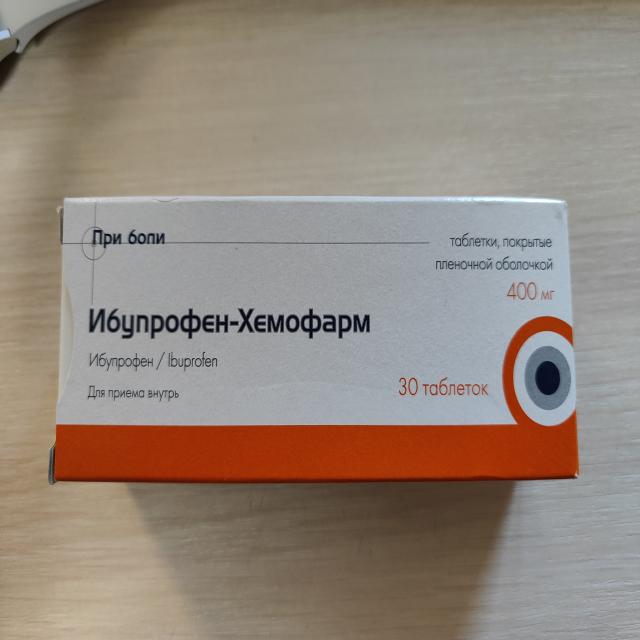 При боли
таблетки, покрытые
пленочной оболочкой
400 мг
Ибупрофен-Хемофарм
Ибупрофен / Ibuprofen
Для приема внутрь
30 таблеток